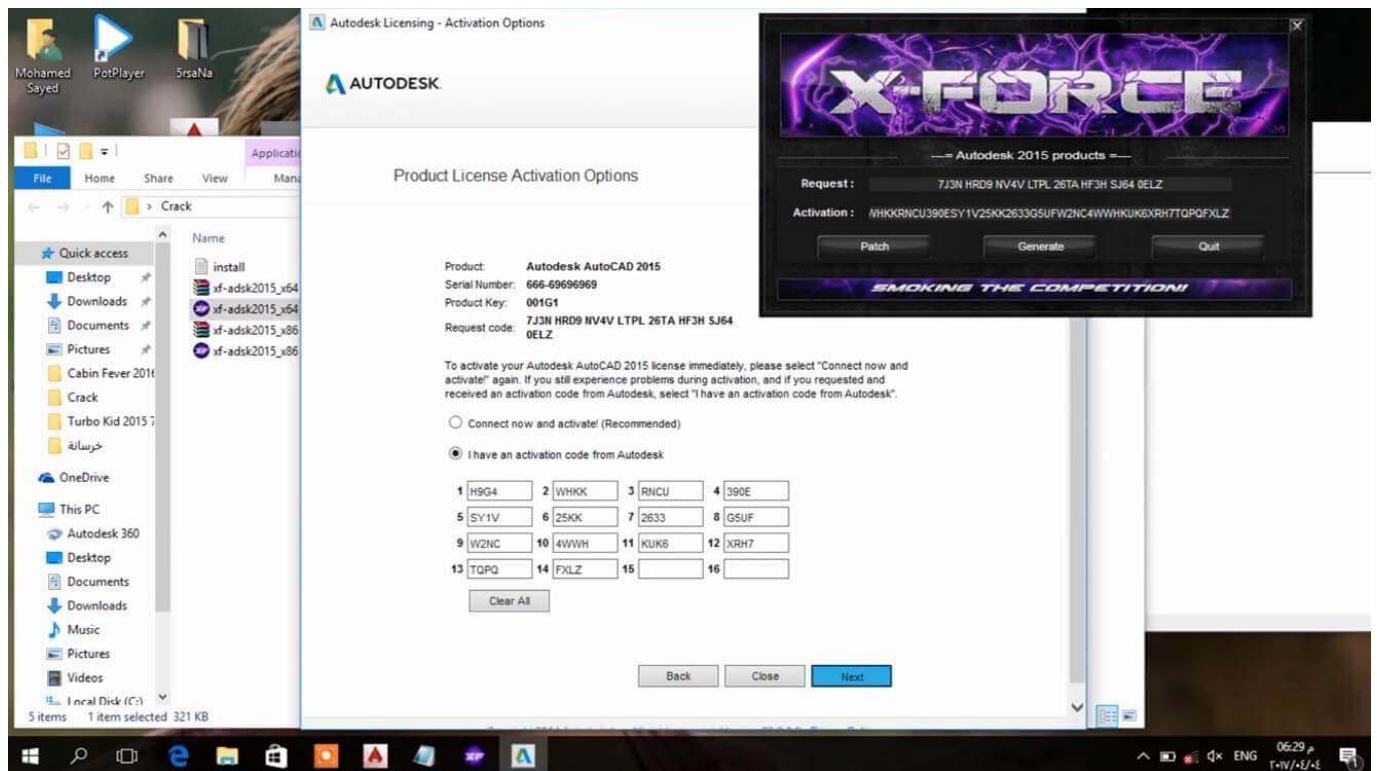 Mohamed Sayed
PotPlayer
5rsaNa
File
Home
Share
View
Crack
Name
Quick access
Desktop
Downloads
Documents
Pictures
Crack
خرسانة
OneDrive
This PC
Autodesk 360
Desktop
Documents
Downloads
Music
Pictures
Videos
Local Disk (C:)
install
xf-adsk2015_x64
xf-adsk2015_x64
xf-adsk2015_x86
xf-adsk2015_x86
5 items 1 item selected 321 KB
Autodesk Licensing - Activation Options
AUTODESK
Product License Activation Options
Product: Autodesk AutoCAD 2015
Serial Number: 666-69696969
Product Key: 001G1
Request code: 7J3N HRD9 NV4V LTPL 26TA HF3H SJ64
0ELZ
To activate your Autodesk AutoCAD 2015 license immediately, please select "Connect now and
activate!" again. If you still experience problems during activation, and if you requested and
received an activation code from Autodesk, select "I have an activation code from Autodesk".
Connect now and activate! (Recommended)
I have an activation code from Autodesk
1 H9G4 2 WHKK 3 RNCU 4 390E
5 SY1V 6 25KK 7 2633 8 G5UF
9 W2NC 10 4WWH 11 KUK6 12 XRH7
13 TQPQ 14 FXLZ 15 16
Clear All
Back Close Next
X-FORCE
—= Autodesk 2015 products =—
Request : 7J3N HRD9 NV4V LTPL 26TA HF3H SJ64 0ELZ
Activation : WHKKRNCU390ESY1V25KK2633G5UFW2NC4WWHKUK6XRH7TQPQFXLZ
Patch Generate Quit
SMOKING THE COMPETITION!
ENG
06:29 م
٢٠١٧/٠٤/٠٤